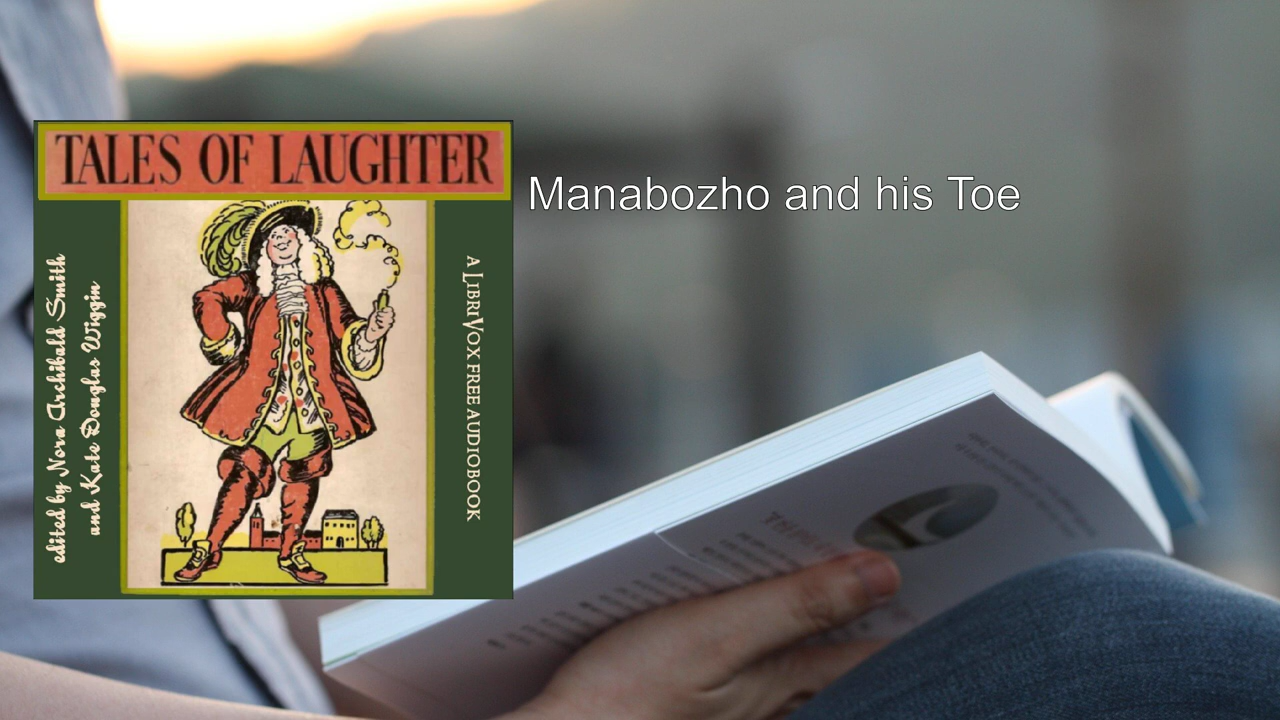 TALES OF LAUGHTER
edited by Nora Archibald Smith
and Kate Douglas Wiggin
A LIBRIVOX FREE AUDIOBOOK
Manabozho and his Toe